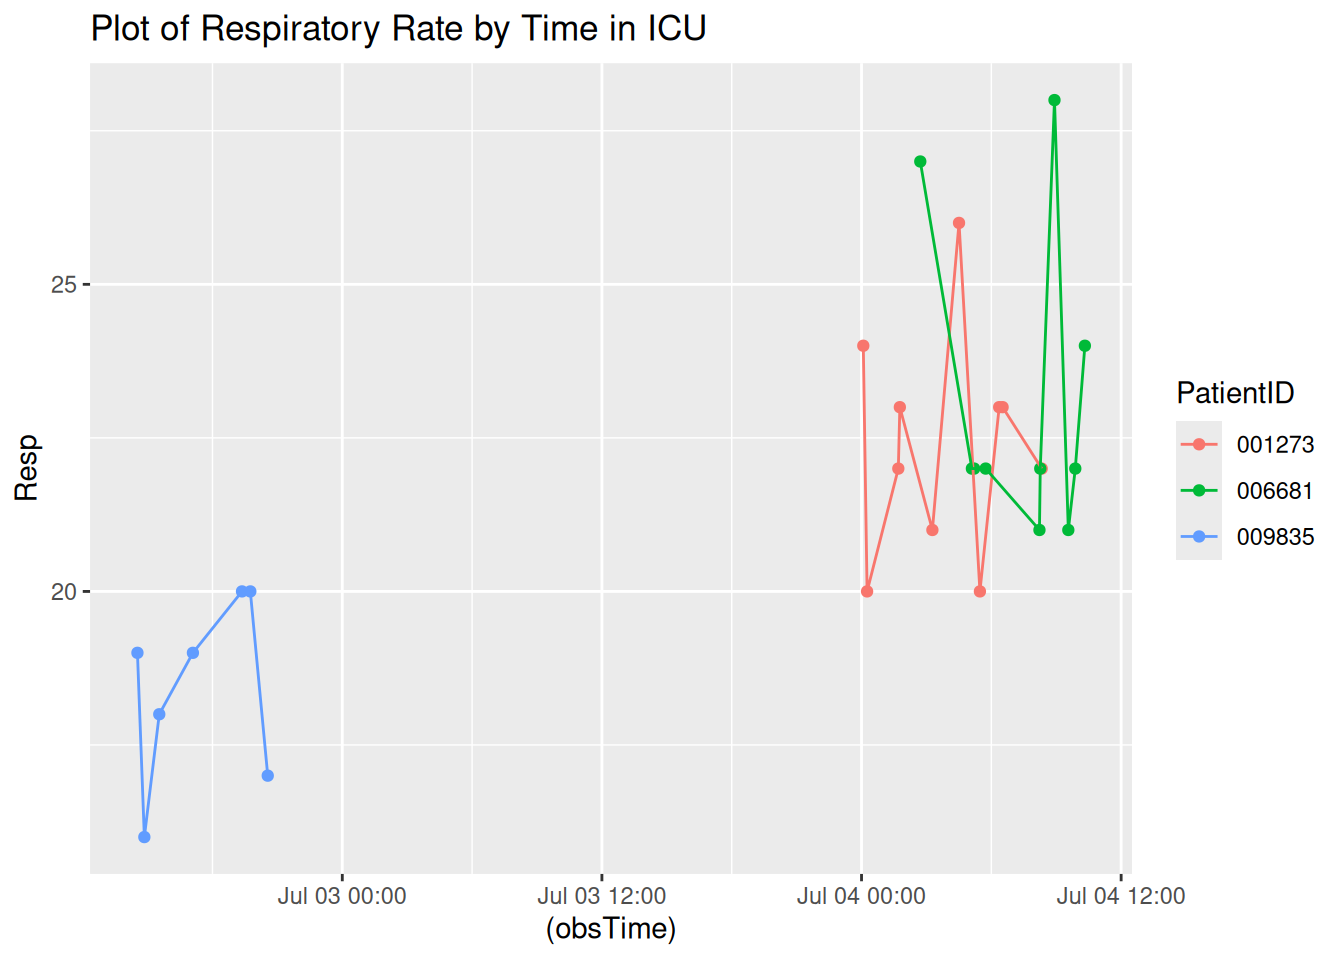 Plot of Respiratory Rate by Time in ICU
25
20
Resp
Jul 03 00:00
Jul 03 12:00
Jul 04 00:00
Jul 04 12:00
(obsTime)
PatientID
001273
006681
009835